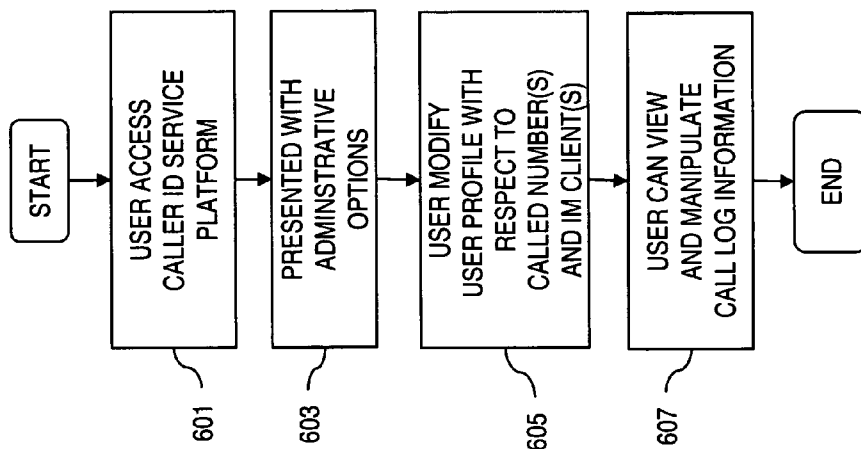 START
601
USER ACCESS
CALLER ID SERVICE
PLATFORM
603
PRESENTED WITH
ADMINSTRATIVE
OPTIONS
605
USER MODIFY
USER PROFILE WITH
RESPECT TO
CALLED NUMBER(S)
AND IM CLIENT(S)
607
USER CAN VIEW
AND MANIPULATE
CALL LOG INFORMATION
END